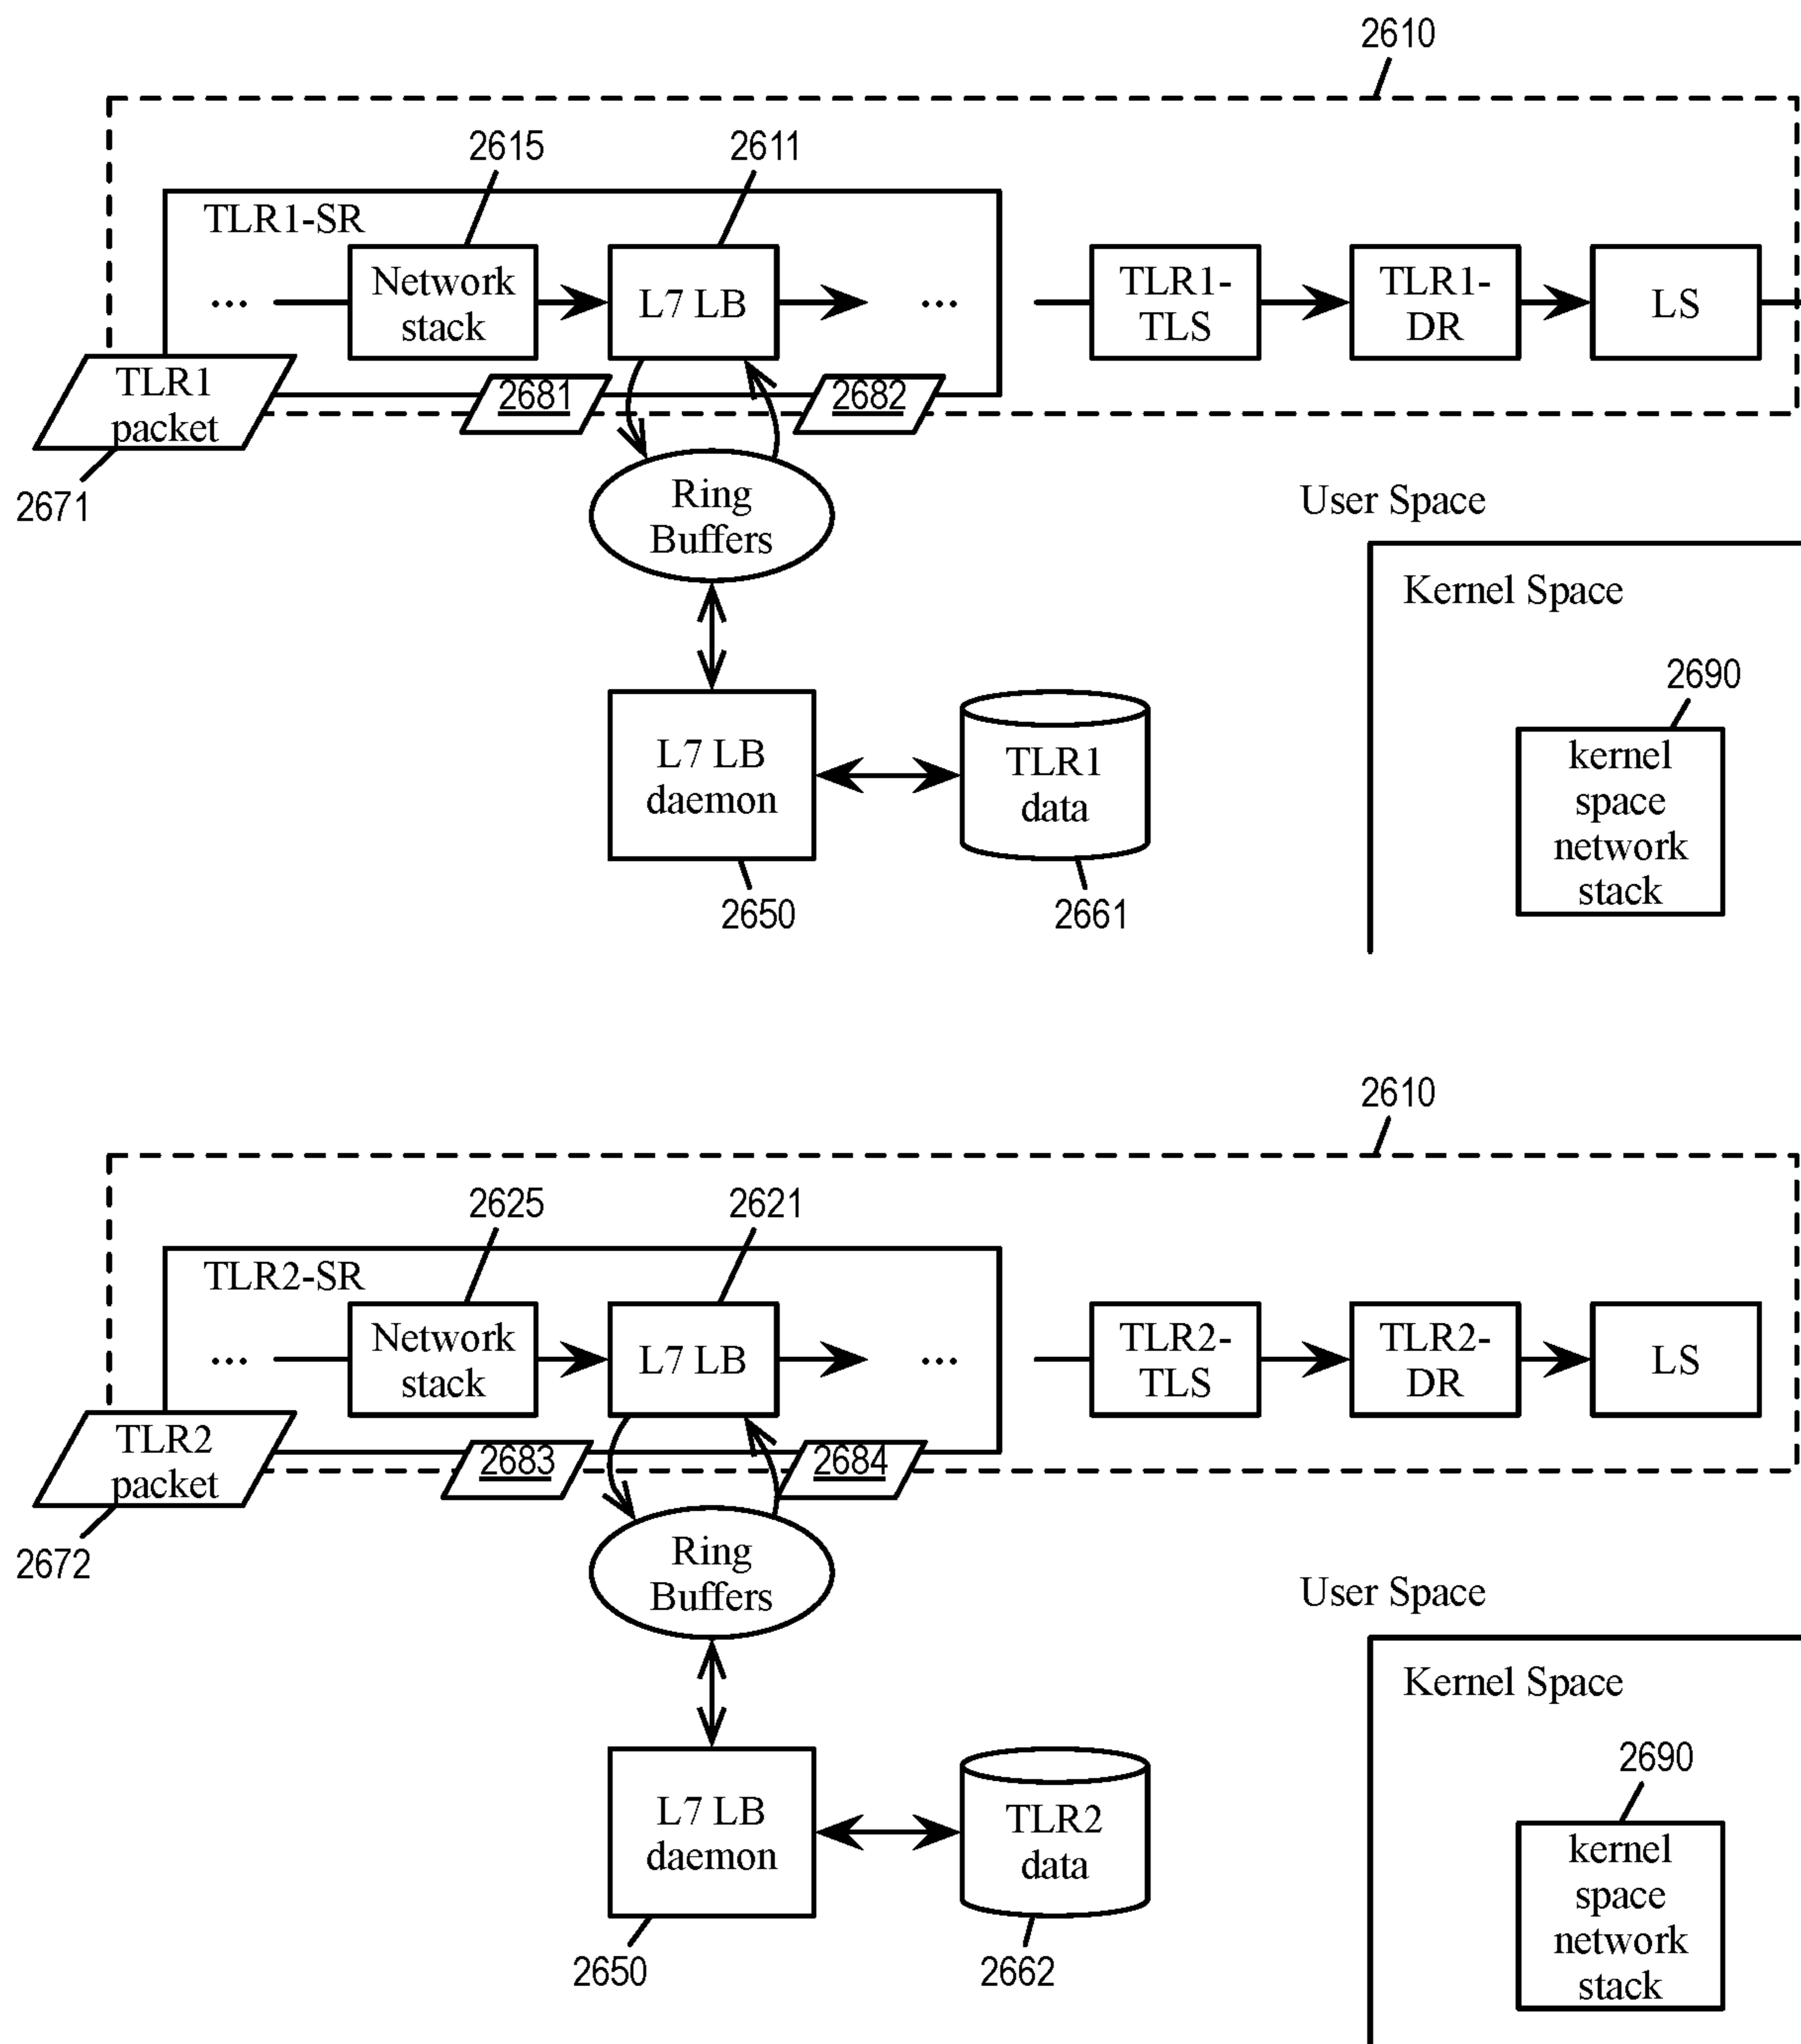 2610
2615
2611
TLR1-SR
...
Network
stack
L7 LB
...
TLR1-
TLS
TLR1-
DR
LS
TLR1
packet
2681
2682
2671
Ring
Buffers
User Space
Kernel Space
2690
L7 LB
daemon
TLR1
data
kernel
space
network
stack
2650
2661
2610
2625
2621
TLR2-SR
...
Network
stack
L7 LB
...
TLR2-
TLS
TLR2-
DR
LS
TLR2
packet
2683
2684
2672
Ring
Buffers
User Space
Kernel Space
2690
L7 LB
daemon
TLR2
data
kernel
space
network
stack
2650
2662